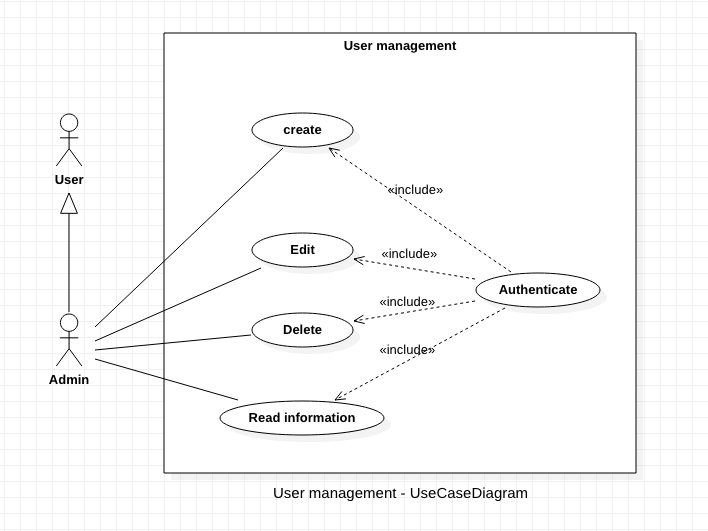 User management
create
User
«include»
Edit
«include»
Authenticate
«include»
Delete
«include»
Admin
Read information
User management - UseCaseDiagram